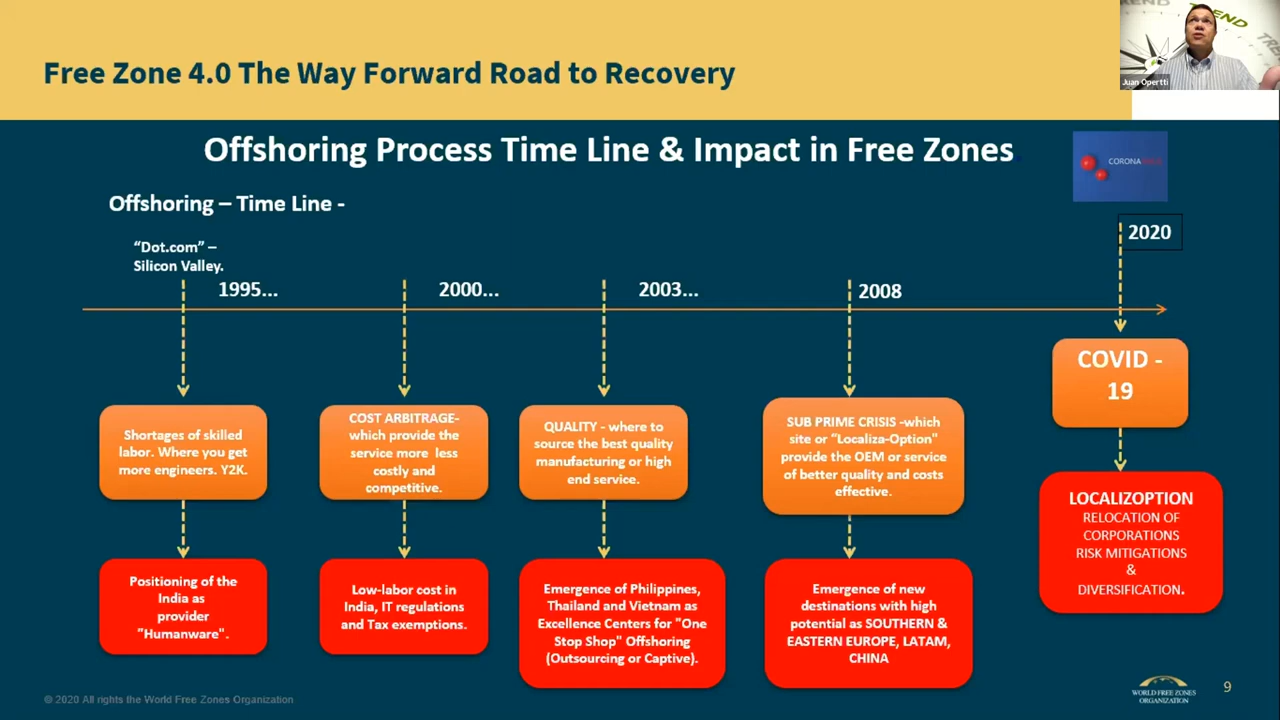 Free Zone 4.0 The Way Forward Road to Recovery
TREND
Juan Opertti
Offshoring Process Time Line & Impact in Free Zones
CORONAVIRUS
Offshoring – Time Line -
“Dot.com” –
Silicon Valley.
1995...
2000...
2003...
2008
2020
Shortages of skilled
labor. Where you get
more engineers. Y2K.
COST ARBITRAGE-
which provide the
service more less
costly and
competitive.
QUALITY - where to
source the best quality
manufacturing or high
end service.
SUB PRIME CRISIS -which
site or “Localiza-Option"
provide the OEM or service
of better quality and costs
effective.
COVID -
19
Positioning of the
India as
provider
"Humanware".
Low-labor cost in
India, IT regulations
and Tax exemptions.
Emergence of Philippines,
Thailand and Vietnam as
Excellence Centers for "One
Stop Shop" Offshoring
(Outsourcing or Captive).
Emergence of new
destinations with high
potential as SOUTHERN &
EASTERN EUROPE, LATAM,
CHINA
LOCALIZOPTION
RELOCATION OF
CORPORATIONS
RISK MITIGATIONS
&
DIVERSIFICATION.
© 2020 All rights the World Free Zones Organization
WORLD FREE ZONES
ORGANIZATION
9